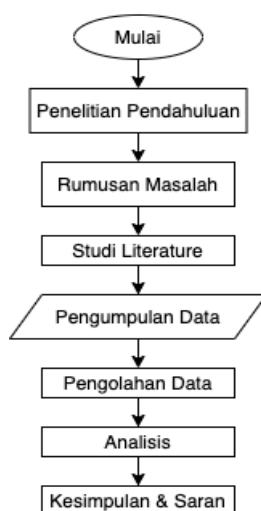 Mulai
Penelitian Pendahuluan
Rumusan Masalah
Studi Literature
Pengumpulan Data
Pengolahan Data
Analisis
Kesimpulan & Saran